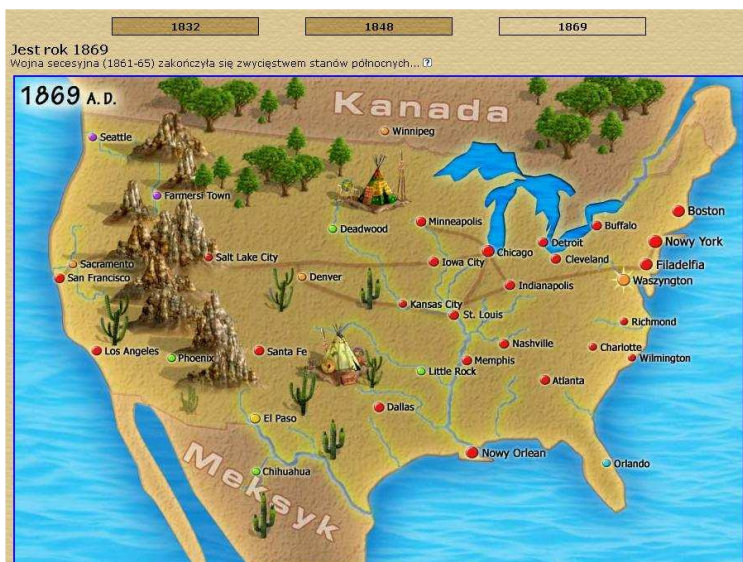 1832
1848
1869
Jest rok 1869
Wojna secesyjna (1861-65) zakończyła się zwycięstwem stanów północnych... ?
1869 A.D.
Kanada
Winnipeg
Seattle
Farmersi Town
Boston
Minneapolis
Buffalo
Deadwood
Nowy York
Detroit
Chicago
Salt Lake City
Iowa City
Cleveland
Filadelfia
Sacramento
San Francisco
Denver
Indianapolis
Waszyngton
Kansas City
St. Louis
Richmond
Nashville
Charlotte
Los Angeles
Phoenix
Santa Fe
Memphis
Wilmington
Little Rock
Atlanta
Dallas
El Paso
Nowy Orlean
Orlando
Chihuahua
Meksyk